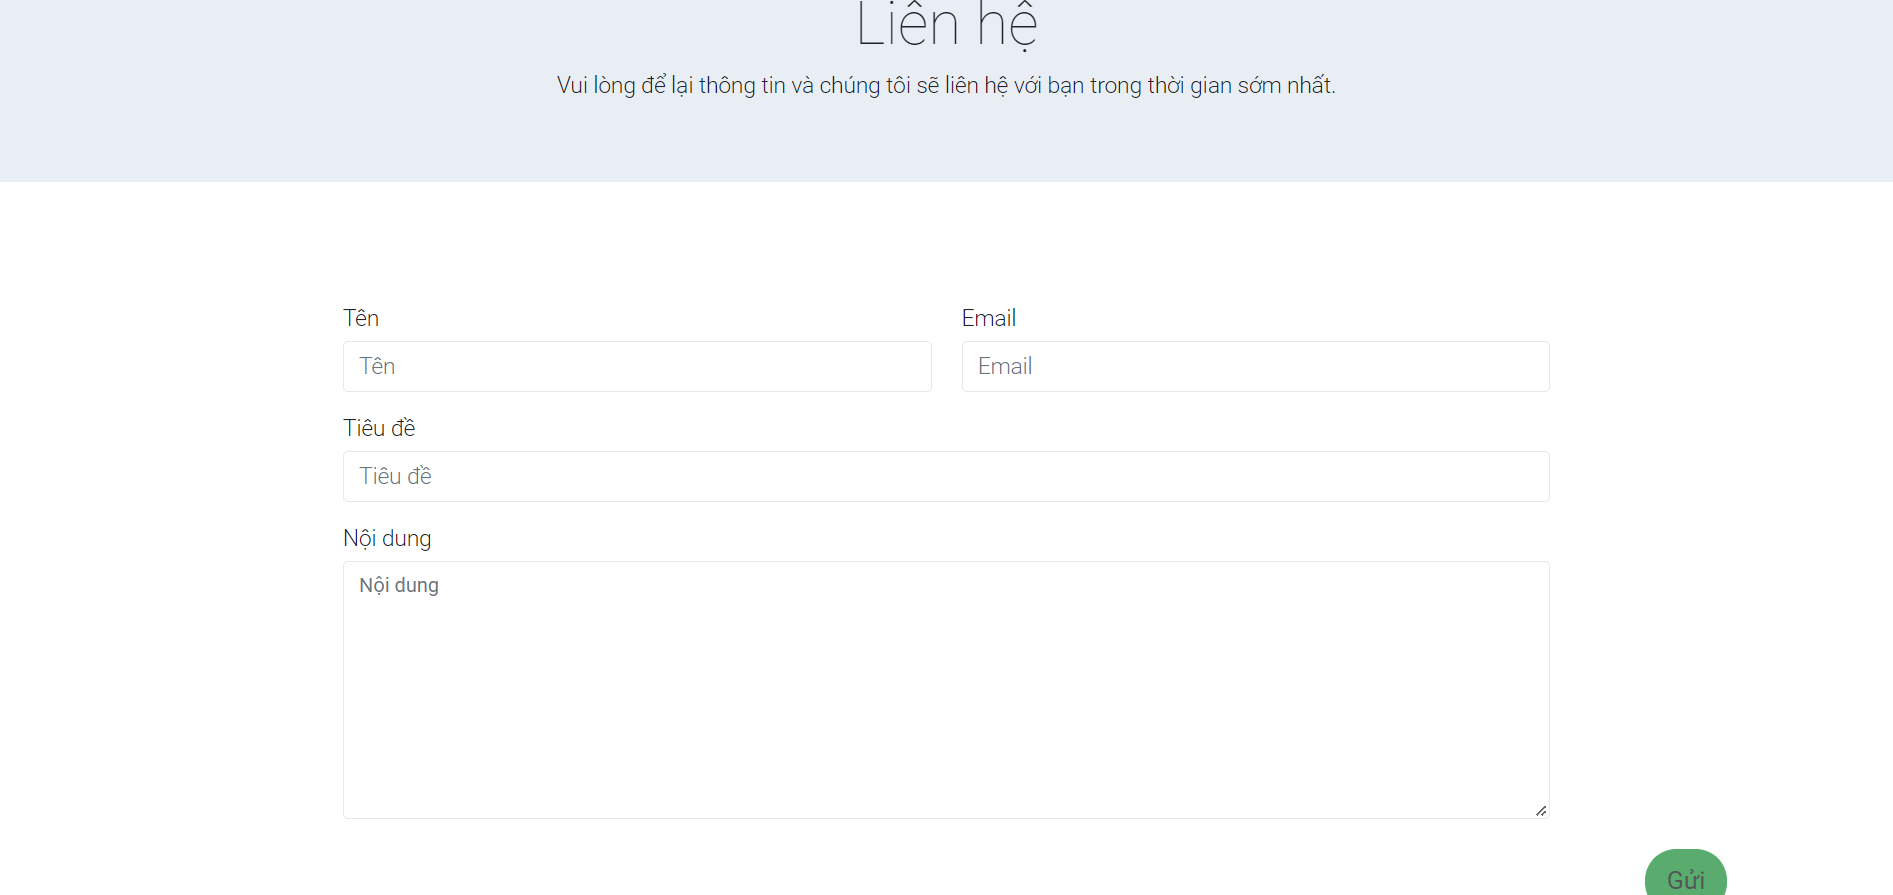 Liên hệ
Vui lòng để lại thông tin và chúng tôi sẽ liên hệ với bạn trong thời gian sớm nhất.
Tên
Email
Tên
Email
Tiêu đề
Tiêu đề
Nội dung
Nội dung
Gửi